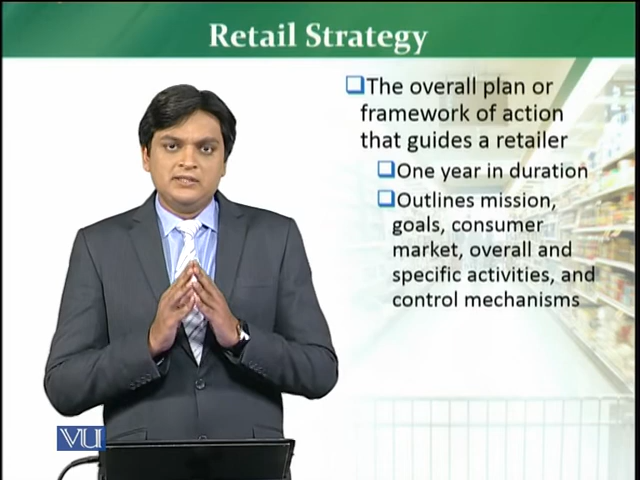 Retail Strategy
The overall plan or
framework of action
that guides a retailer
One year in duration
Outlines mission,
goals, consumer
market, overall and
specific activities, and
control mechanisms
VU